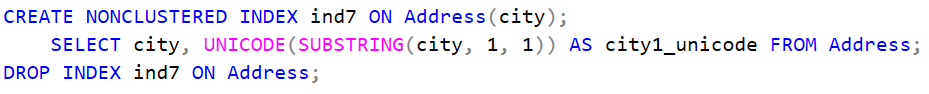 CREATE NONCLUSTERED INDEX ind7 ON Address(city);
    SELECT city, UNICODE(SUBSTRING(city, 1, 1)) AS city1_unicode FROM Address;
DROP INDEX ind7 ON Address;